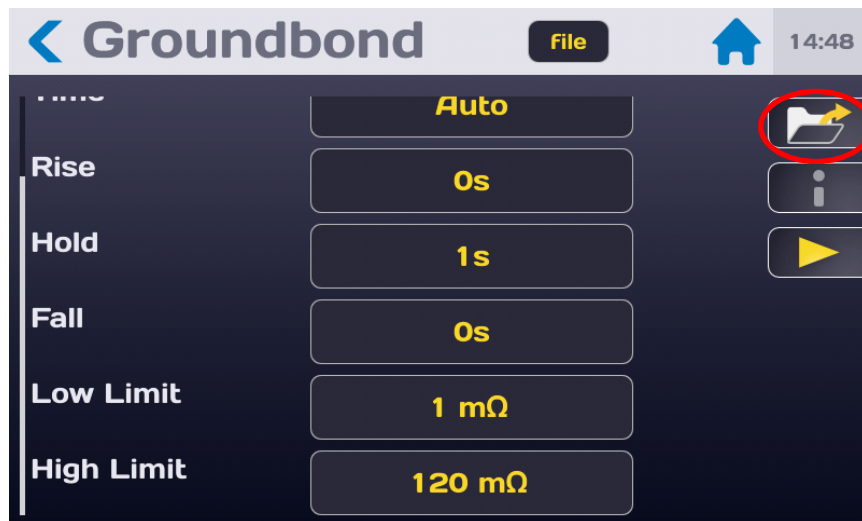 Groundbond
file
14:48
Time
Auto
Rise
0s
Hold
1s
Fall
0s
Low Limit
1 mΩ
High Limit
120 mΩ